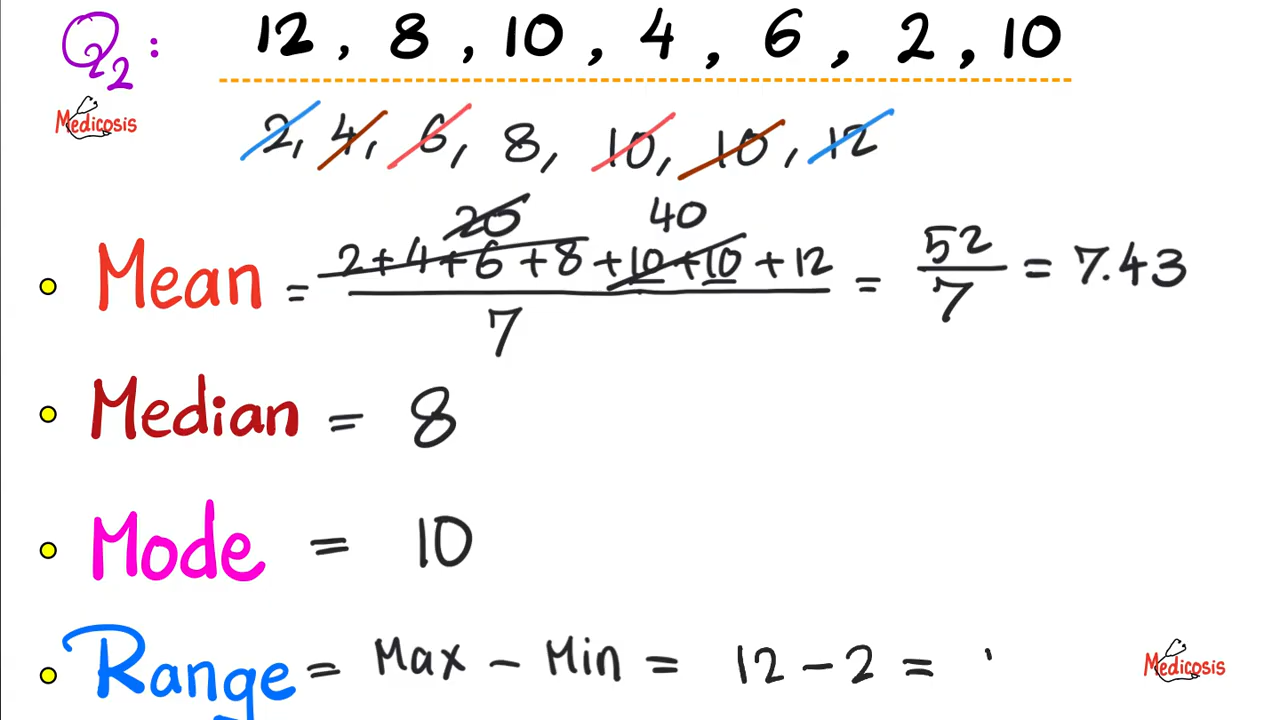 Q2: 12, 8, 10, 4, 6, 2, 10
Medicosis
2, 4, 6, 8, 10, 10, 12
20 40
Mean = 2+4+6+8+10+10+12 / 7 = 52 / 7 = 7.43
Median = 8
Mode = 10
Range = Max - Min = 12 - 2 =
Medicosis